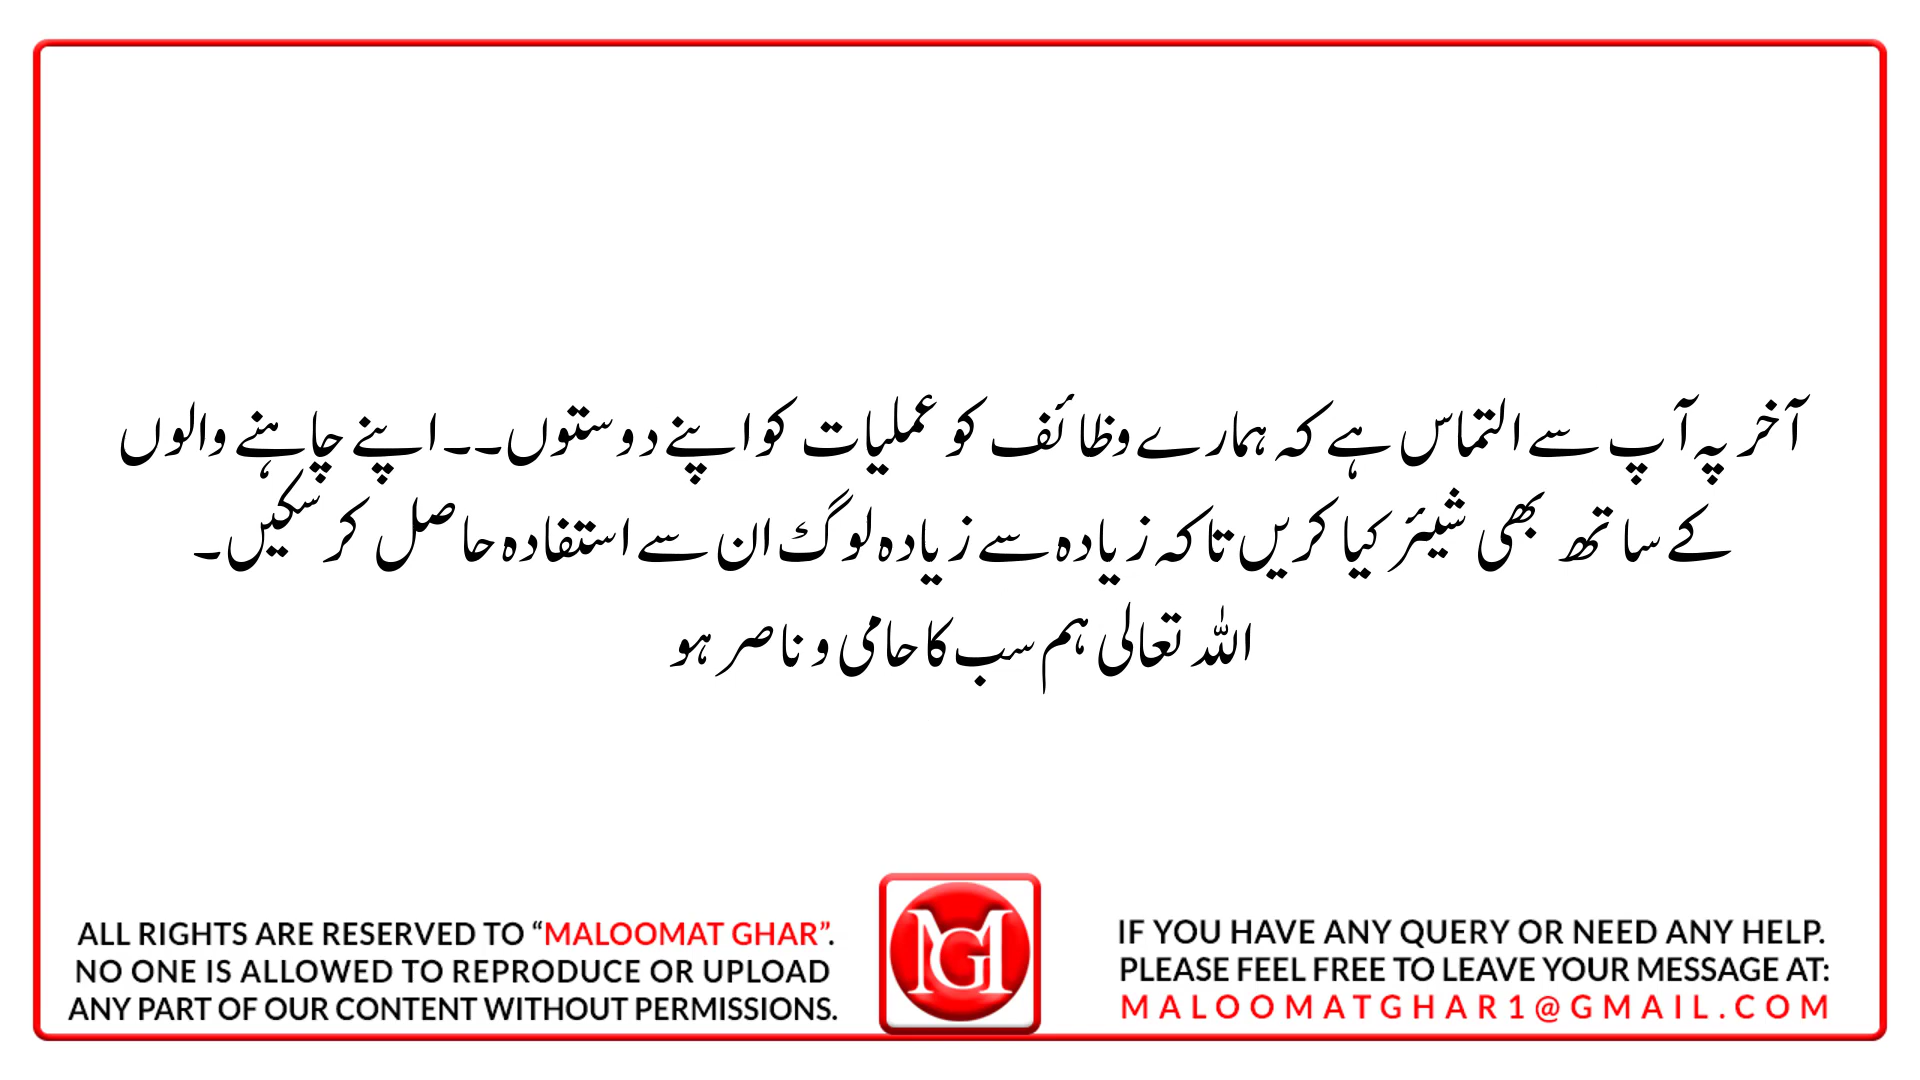 آخر پہ آپ سے التماس ہے کہ ہمارے وظائف کو عملیات کو اپنے دوستوں۔۔ اپنے چاہنے والوں
کے ساتھ بھی شیئر کیا کریں تاکہ زیادہ سے زیادہ لوگ ان سے استفادہ حاصل کر سکیں۔
اللہ تعالی ہم سب کا حامی و ناصر ہو
ALL RIGHTS ARE RESERVED TO “MALOOMAT GHAR”.
NO ONE IS ALLOWED TO REPRODUCE OR UPLOAD
ANY PART OF OUR CONTENT WITHOUT PERMISSIONS.
MG
IF YOU HAVE ANY QUERY OR NEED ANY HELP.
PLEASE FEEL FREE TO LEAVE YOUR MESSAGE AT:
MALOOMATGHAR1@GMAIL.COM